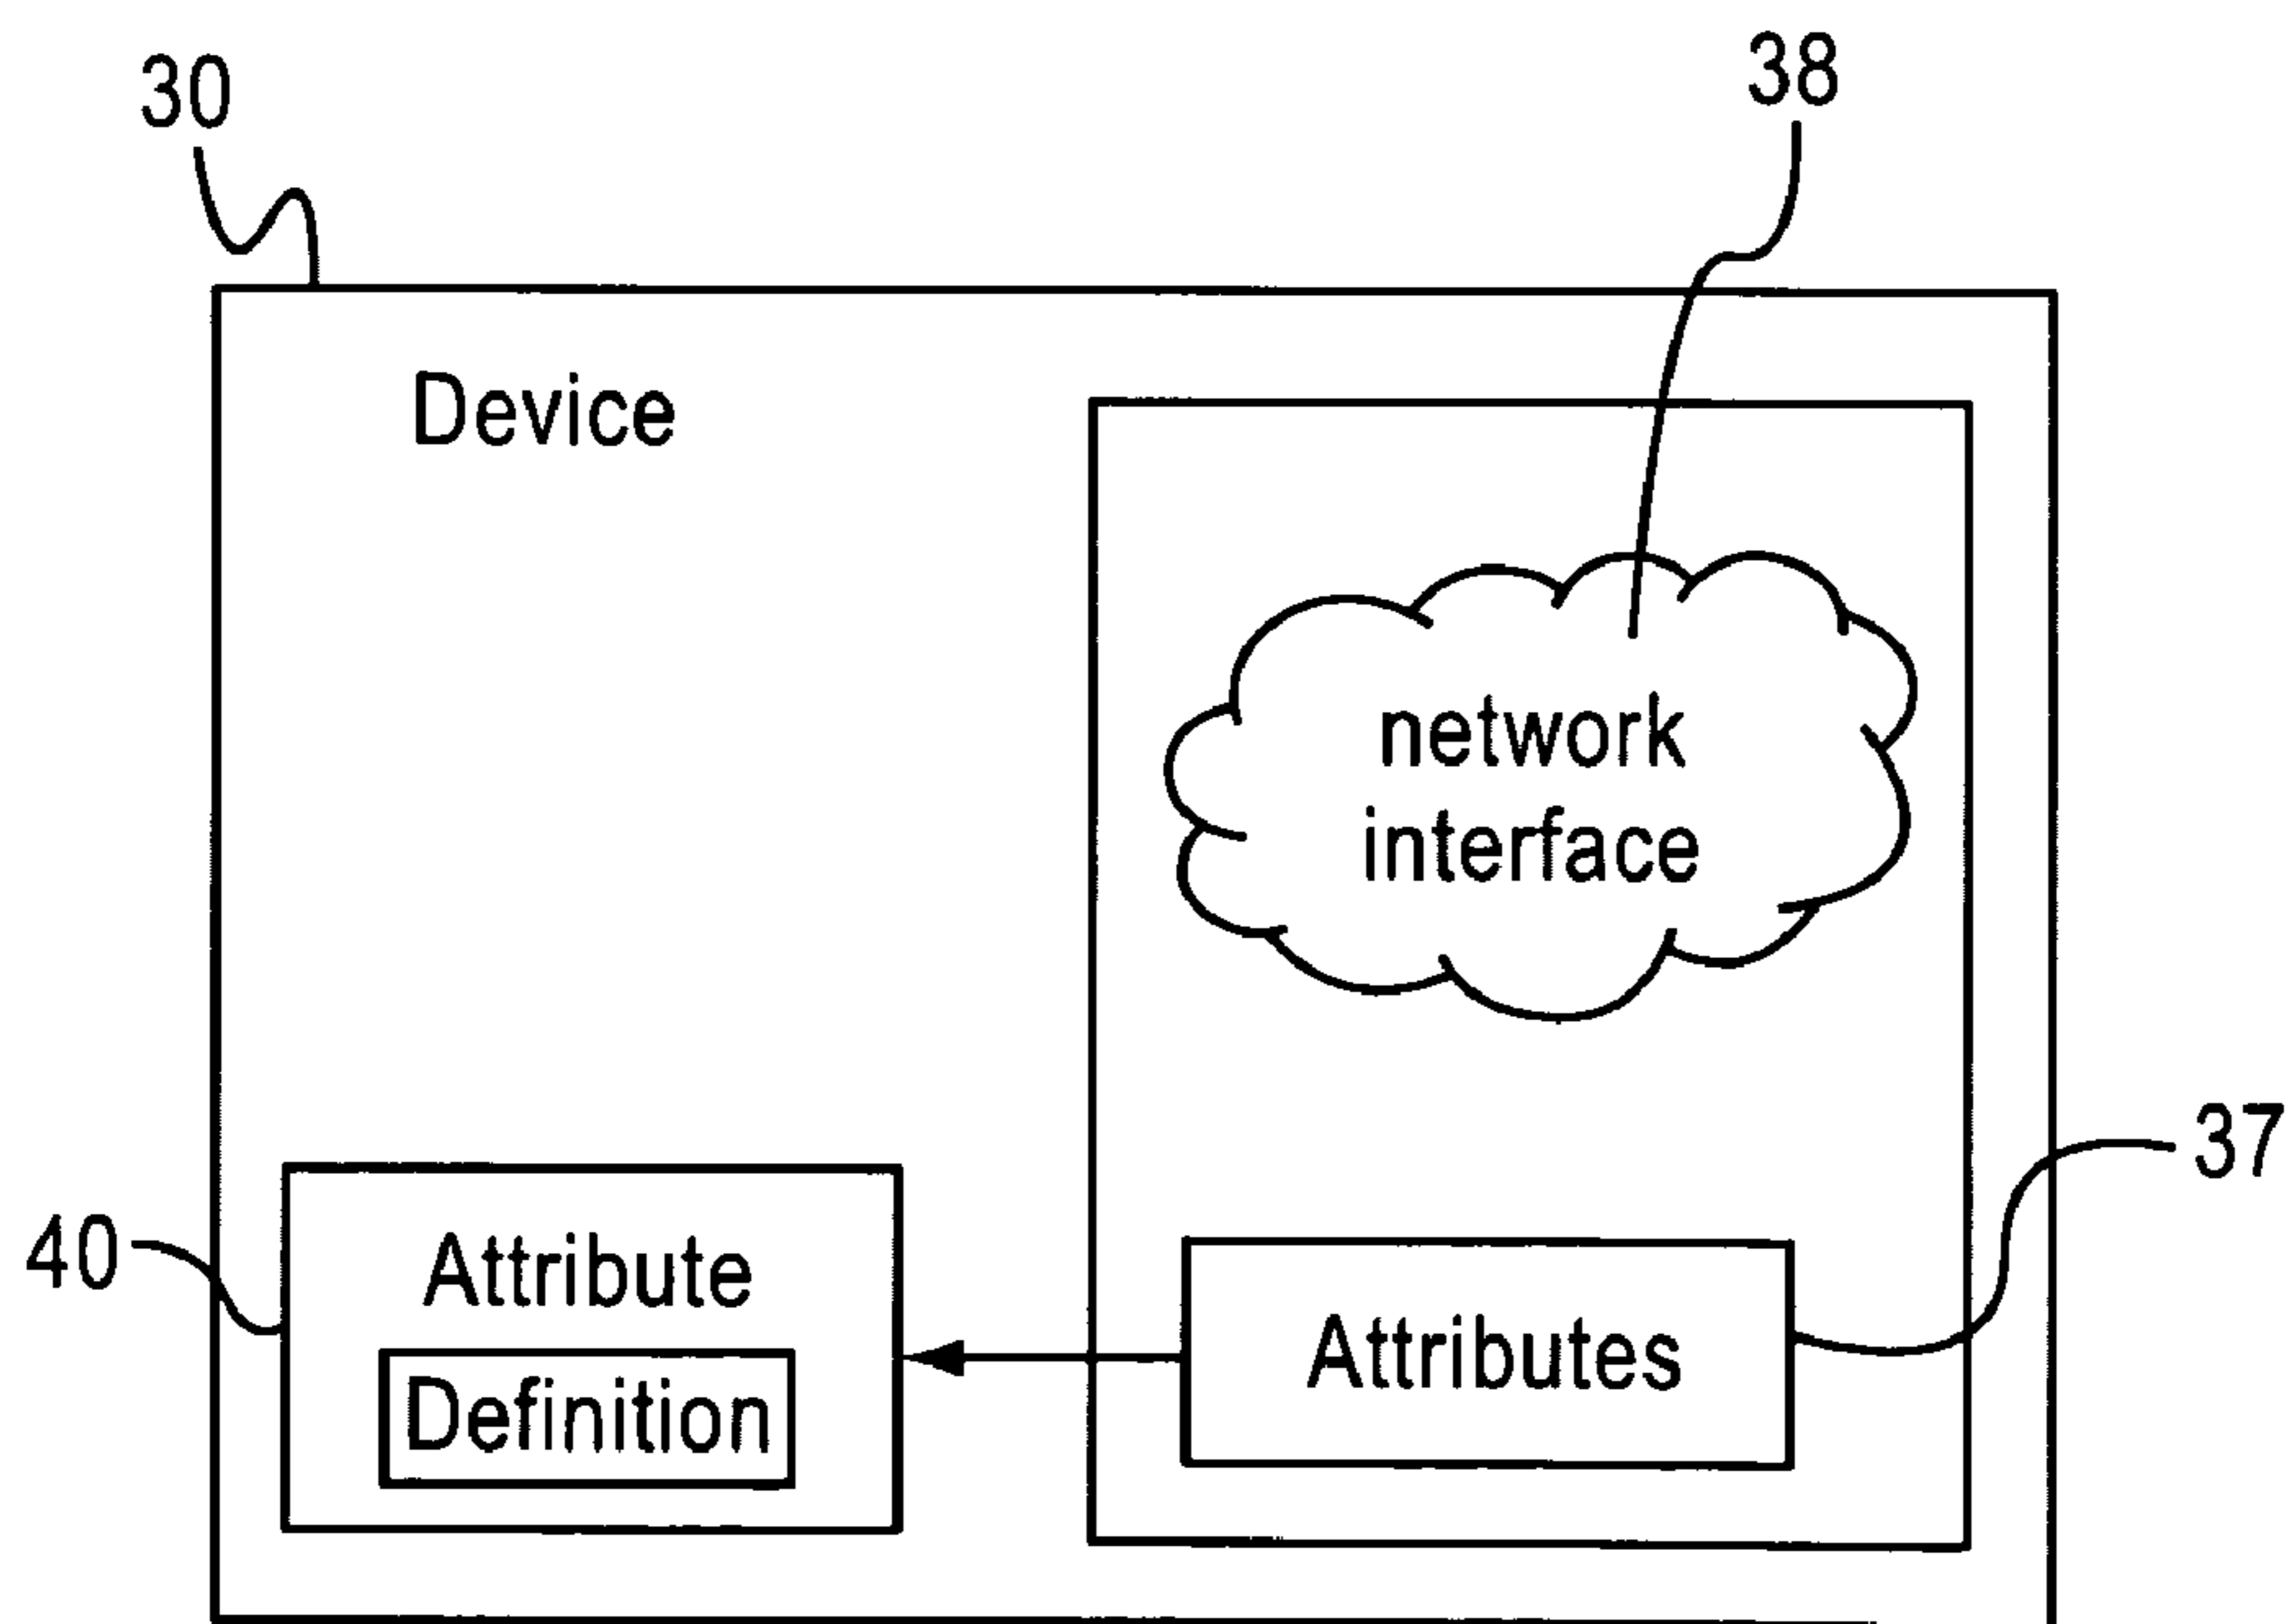 30
38
Device
network
interface
37
40
Attribute
Definition
Attributes